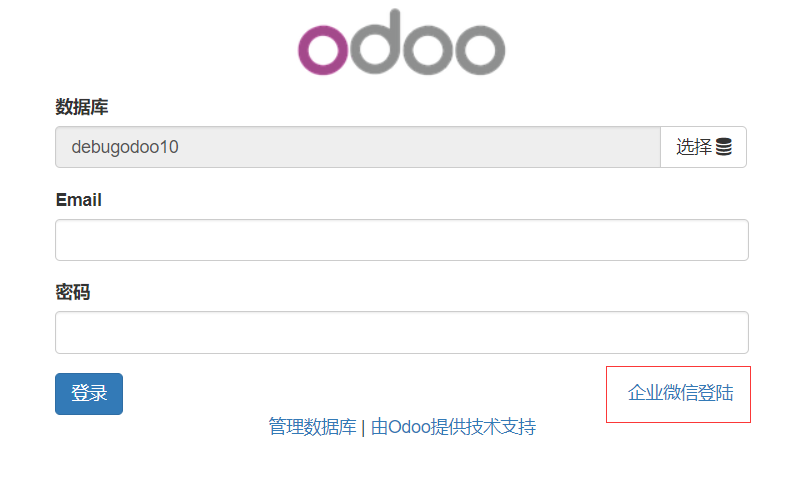 odoo
数据库
debugodoo10 选择
Email
密码
登录 企业微信登陆
管理数据库 | 由Odoo提供技术支持